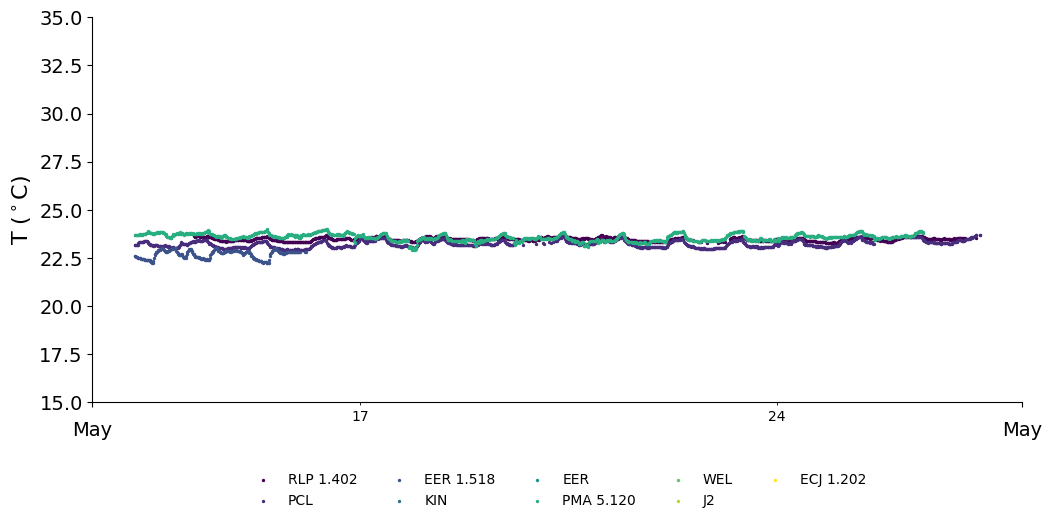 35.0
32.5
30.0
27.5
25.0
22.5
20.0
17.5
15.0
T (°C)
17
24
May
May
RLP 1.402
EER 1.518
EER
WEL
ECJ 1.202
PCL
KIN
PMA 5.120
J2